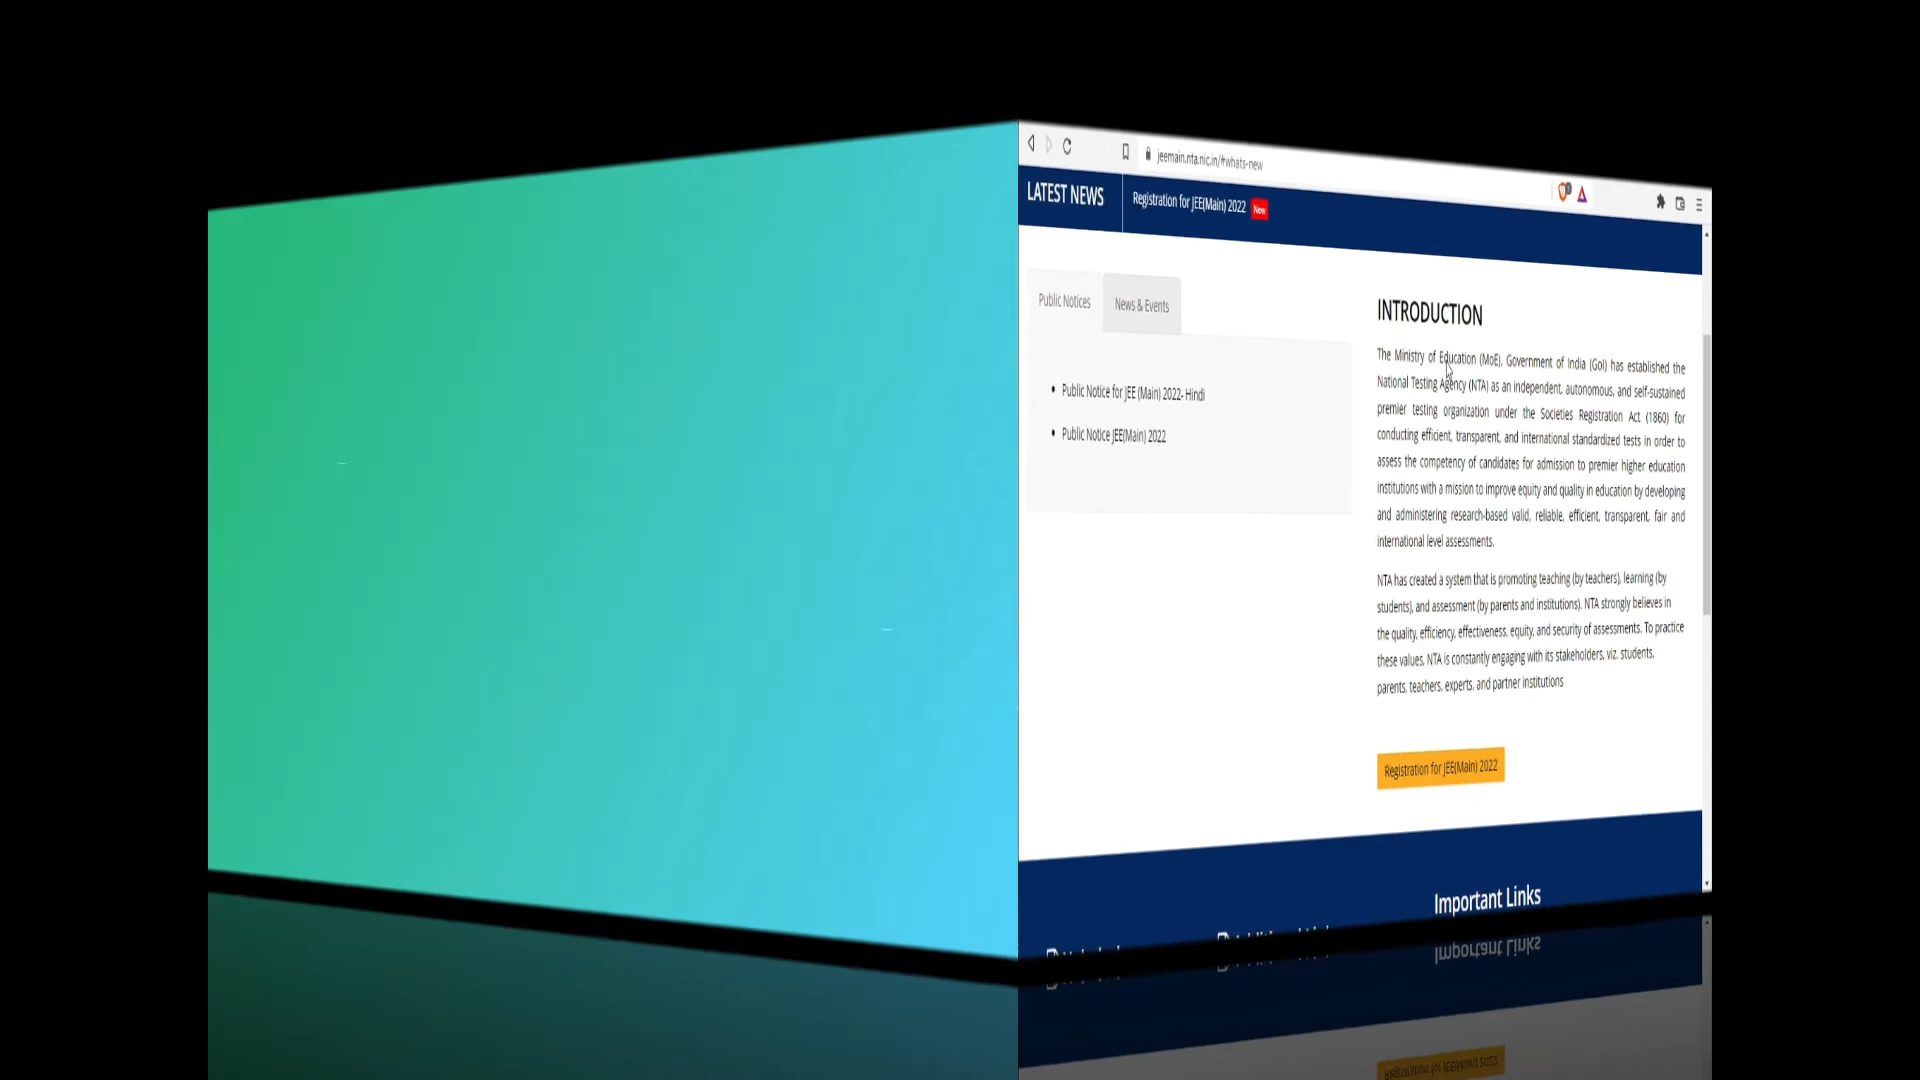 jeemain.nta.nic.in/#whats-new
LATEST NEWS
Registration for JEE(Main) 2022 New
Public Notices
News & Events
• Public Notice for JEE (Main) 2022- Hindi
• Public Notice JEE(Main) 2022
INTRODUCTION
The Ministry of Education (MoE), Government of India (GoI) has established the
National Testing Agency (NTA) as an independent, autonomous, and self-sustained
premier testing organization under the Societies Registration Act (1860) for
conducting efficient, transparent, and international standardized tests in order to
assess the competency of candidates for admission to premier higher education
institutions with a mission to improve equity and quality in education by developing
and administering research-based valid, reliable, efficient, transparent, fair and
international level assessments.
NTA has created a system that is promoting teaching (by teachers), learning (by
students), and assessment (by parents and institutions). NTA strongly believes in
the quality, efficiency, effectiveness, equity, and security of assessments. To practice
these values, NTA is constantly engaging with its stakeholders, viz. students,
parents, teachers, experts, and partner institutions
Registration for JEE(Main) 2022
Important Links